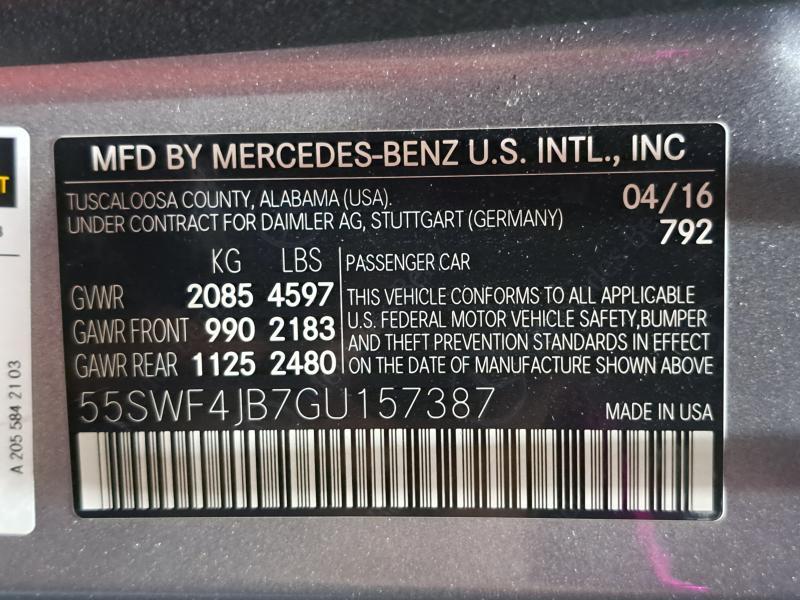 MFD BY MERCEDES-BENZ U.S. INTL., INC
TUSCALOOSA COUNTY, ALABAMA (USA).
04/16
UNDER CONTRACT FOR DAIMLER AG, STUTTGART (GERMANY)
792
KG LBS
PASSENGER CAR
GVWR 2085 4597
GAWR FRONT 990 2183
GAWR REAR 1125 2480
THIS VEHICLE CONFORMS TO ALL APPLICABLE
U.S. FEDERAL MOTOR VEHICLE SAFETY,BUMPER
AND THEFT PREVENTION STANDARDS IN EFFECT
ON THE DATE OF MANUFACTURE SHOWN ABOVE
55SWF4JB7GU157387
MADE IN USA
A 205 584 21 03